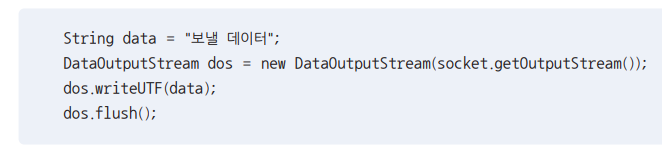 String data = "보낼 데이터";
DataOutputStream dos = new DataOutputStream(socket.getOutputStream());
dos.writeUTF(data);
dos.flush();